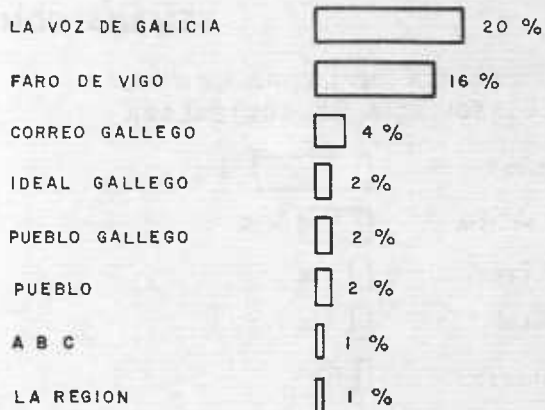 LA VOZ DE GALICIA 20 %
FARO DE VIGO 16 %
CORREO GALLEGO 4 %
IDEAL GALLEGO 2 %
PUEBLO GALLEGO 2 %
PUEBLO 2 %
A B C 1 %
LA REGION 1 %